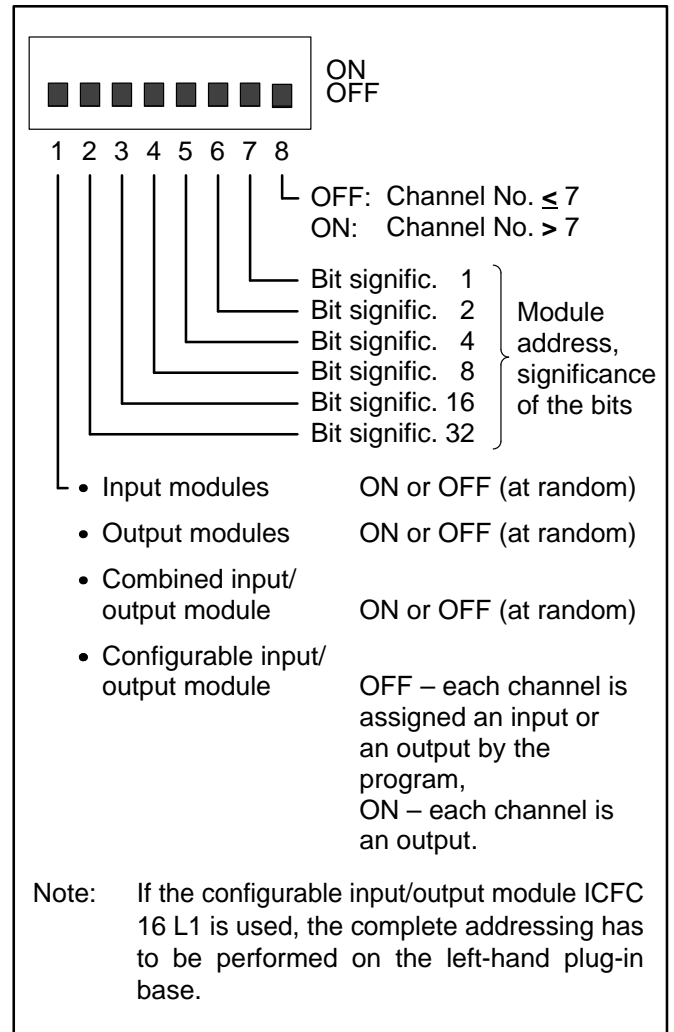 ON
OFF
1 2 3 4 5 6 7 8
OFF: Channel No. ≤ 7
ON: Channel No. > 7
Bit signific. 1
Bit signific. 2
Bit signific. 4
Bit signific. 8
Bit signific. 16
Bit signific. 32
Module
address,
significance
of the bits
• Input modules ON or OFF (at random)
• Output modules ON or OFF (at random)
• Combined input/
output module ON or OFF (at random)
• Configurable input/
output module OFF – each channel is
assigned an input or
an output by the
program,
ON – each channel is
an output.
Note: If the configurable input/output module ICFC
16 L1 is used, the complete addressing has
to be performed on the left-hand plug-in
base.